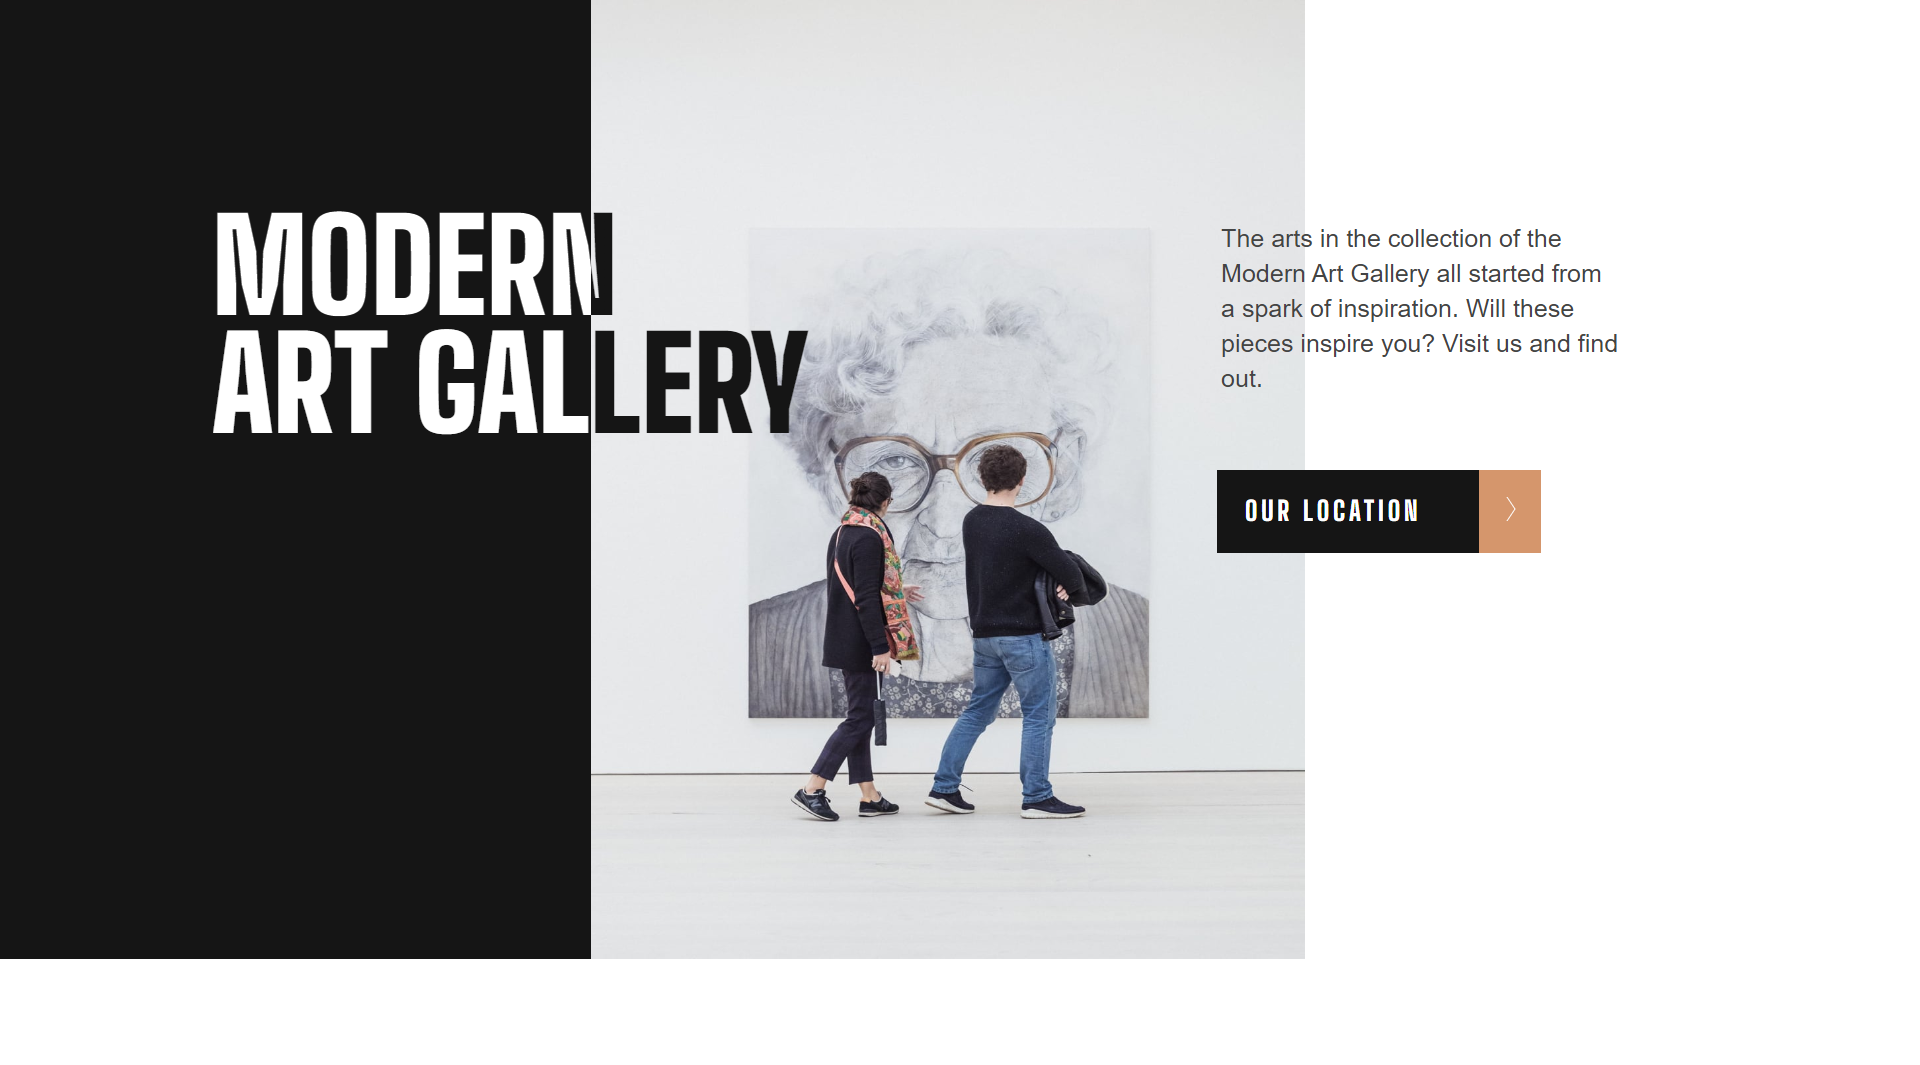 MODERN
ART GALLERY
The arts in the collection of the
Modern Art Gallery all started from
a spark of inspiration. Will these
pieces inspire you? Visit us and find
out.
OUR LOCATION